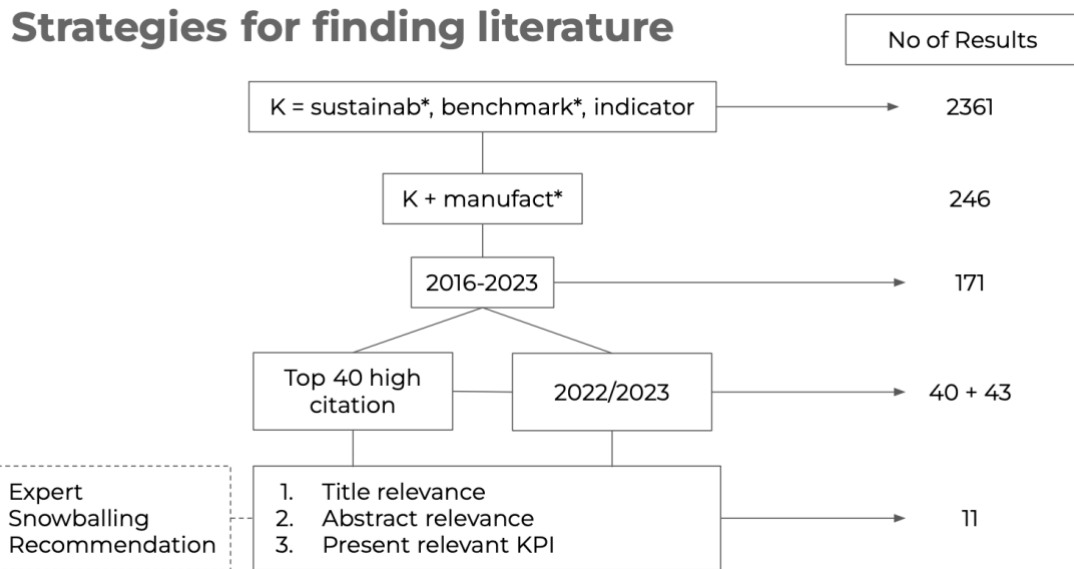 Strategies for finding literature
No of Results
K = sustainab*, benchmark*, indicator
2361
K + manufact*
246
2016-2023
171
Top 40 high
citation
2022/2023
40 + 43
Expert
Snowballing
Recommendation
1. Title relevance
2. Abstract relevance
3. Present relevant KPI
11